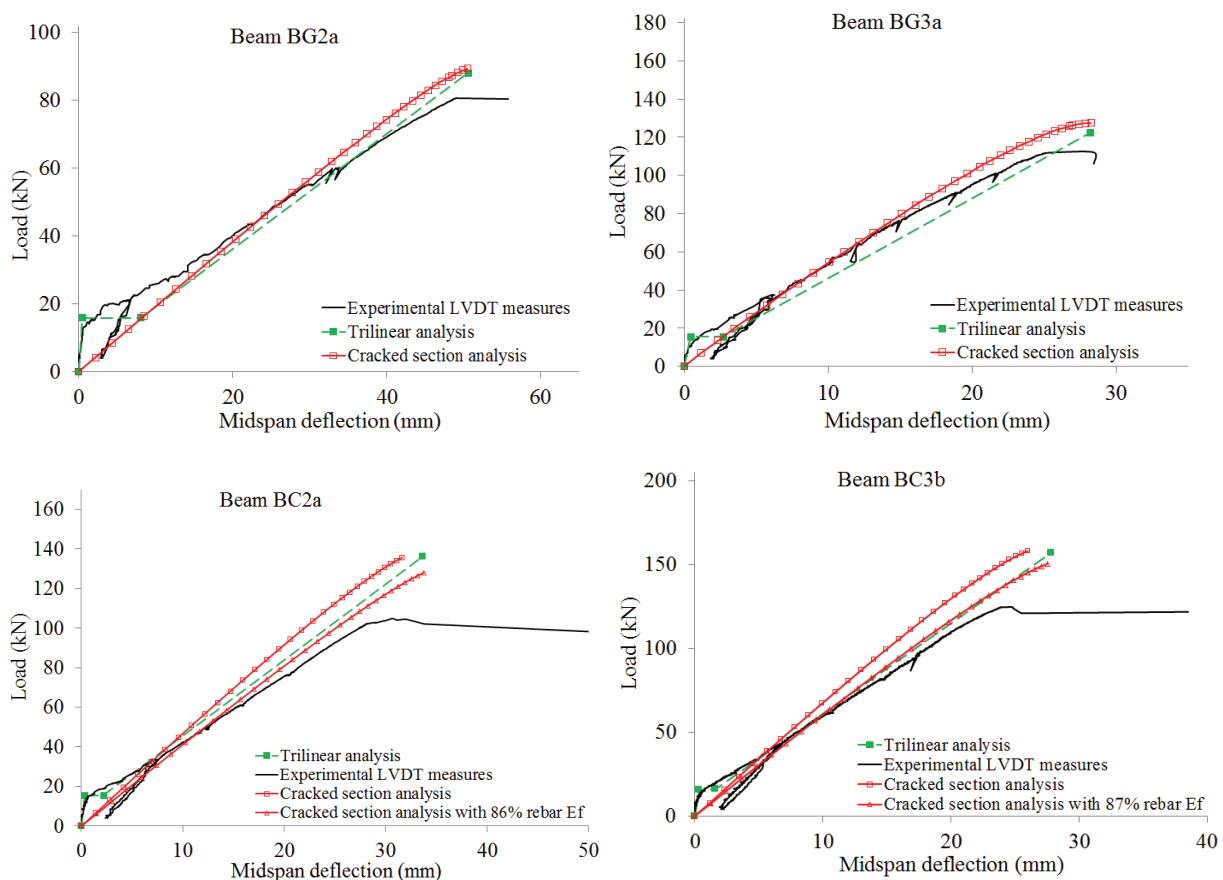 Beam BG2a
100
80
60
40
20
0
0
20
40
60
Load (kN)
Midspan deflection (mm)
Experimental LVDT measures
Trilinear analysis
Cracked section analysis
Beam BG3a
180
160
140
120
100
80
60
40
20
0
0
10
20
30
Load (kN)
Midspan deflection (mm)
Experimental LVDT measures
Trilinear analysis
Cracked section analysis
Beam BC2a
160
140
120
100
80
60
40
20
0
0
10
20
30
40
50
Load (kN)
Midspan deflection (mm)
Trilinear analysis
Experimental LVDT measures
Cracked section analysis
Cracked section analysis with 86% rebar Ef
Beam BC3b
200
150
100
50
0
0
10
20
30
40
Load (kN)
Midspan deflection (mm)
Trilinear analysis
Experimental LVDT measures
Cracked section analysis
Cracked section analysis with 87% rebar Ef